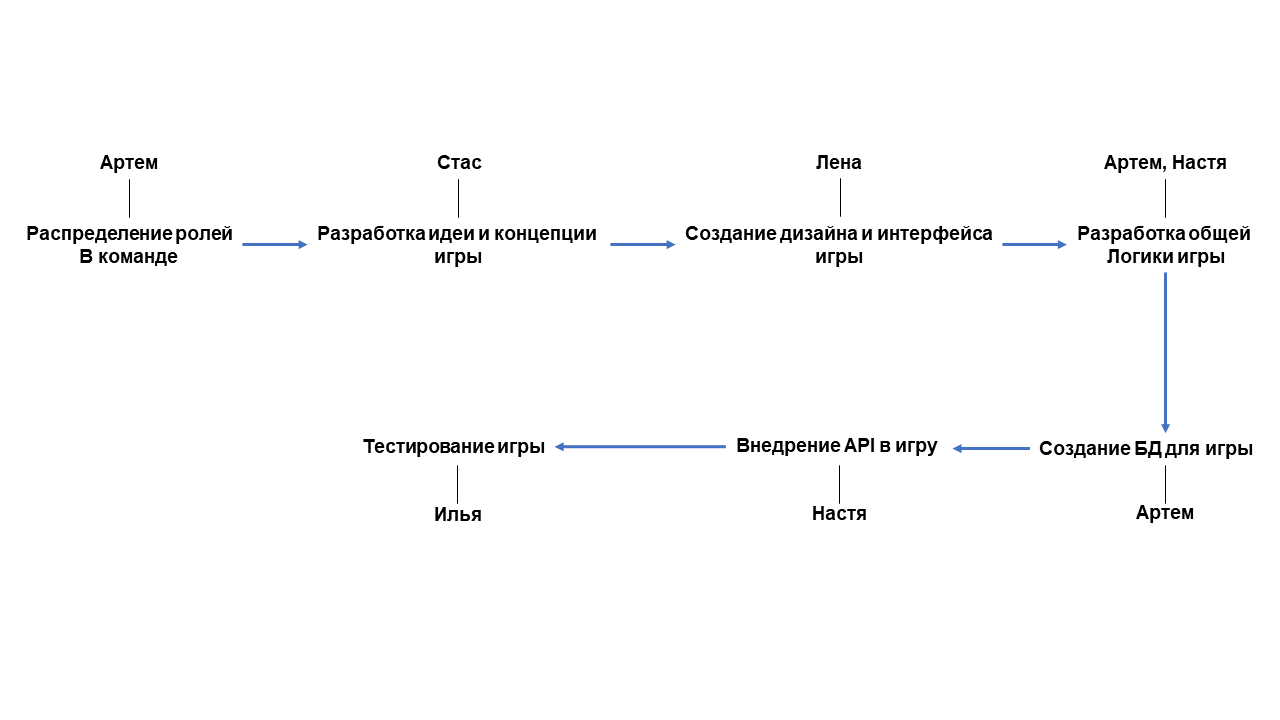 Артем
Стас
Лена
Артем, Настя
Распределение ролей
В команде
Разработка идеи и концепции
игры
Создание дизайна и интерфейса
игры
Разработка общей
Логики игры
Тестирование игры
Внедрение API в игру
Создание БД для игры
Илья
Настя
Артем